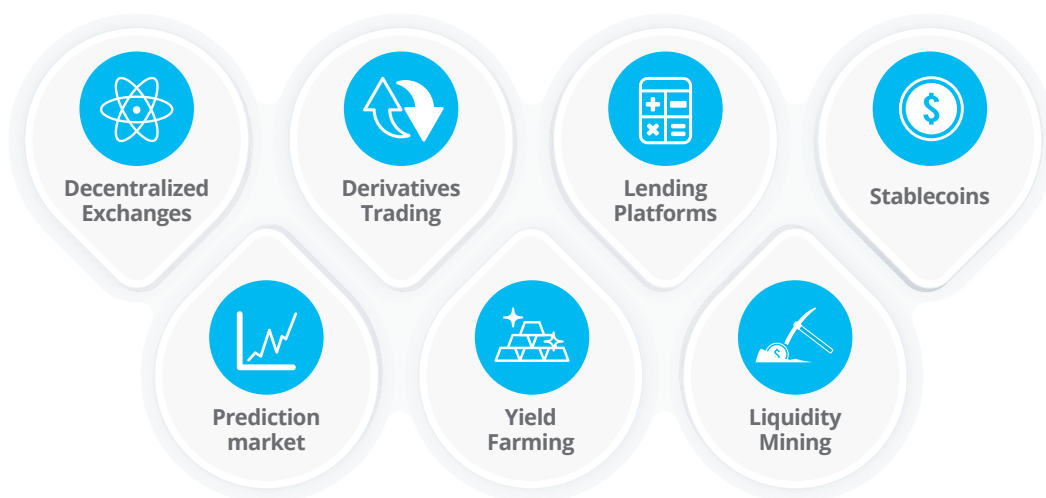 Decentralized
Exchanges
Derivatives
Trading
Lending
Platforms
Stablecoins
Prediction
market
Yield
Farming
Liquidity
Mining